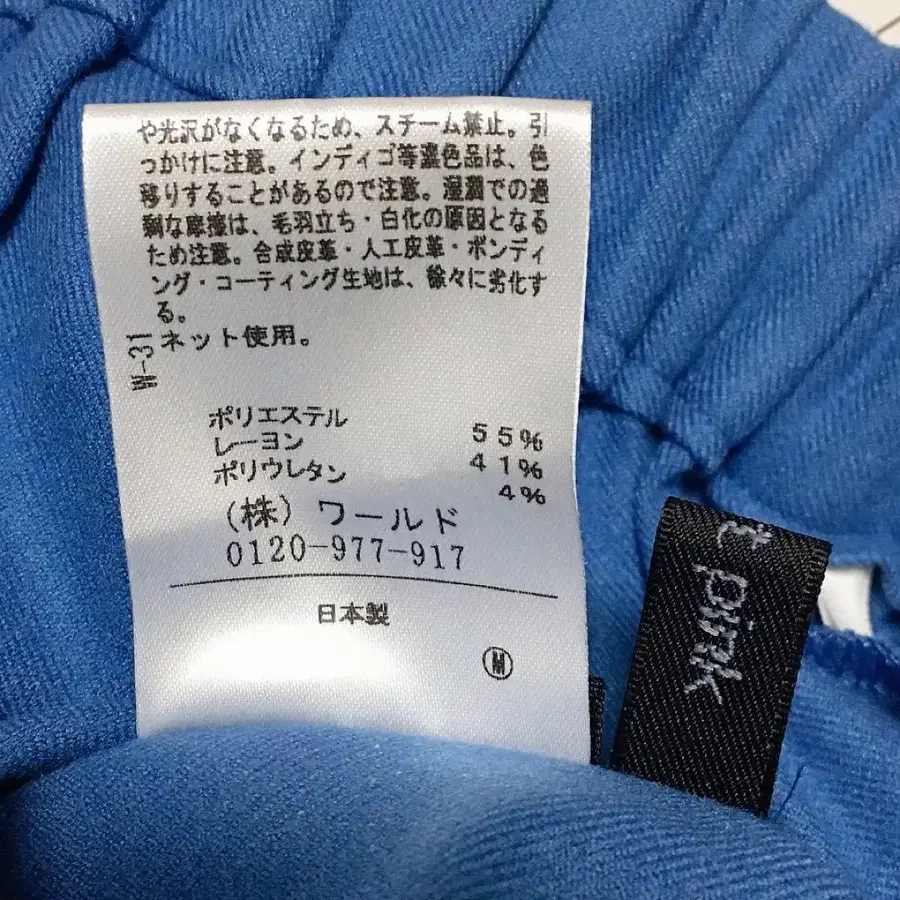 や光沢がなくなるため、スチーム禁止。引
っかけに注意。インディゴ等濃色品は、色
移りすることがあるので注意。湿潤での過
剰な摩擦は、毛羽立ち・白化の原因となる
ため注意。合成皮革・人工皮革・ボンディ
ング・コーティング生地は、徐々に劣化す
る。
ネット使用。
W-31
ポリエステル 55%
レーヨン 41%
ポリウレタン 4%
(株) ワールド
0120-977-917
日本製
M
t pink